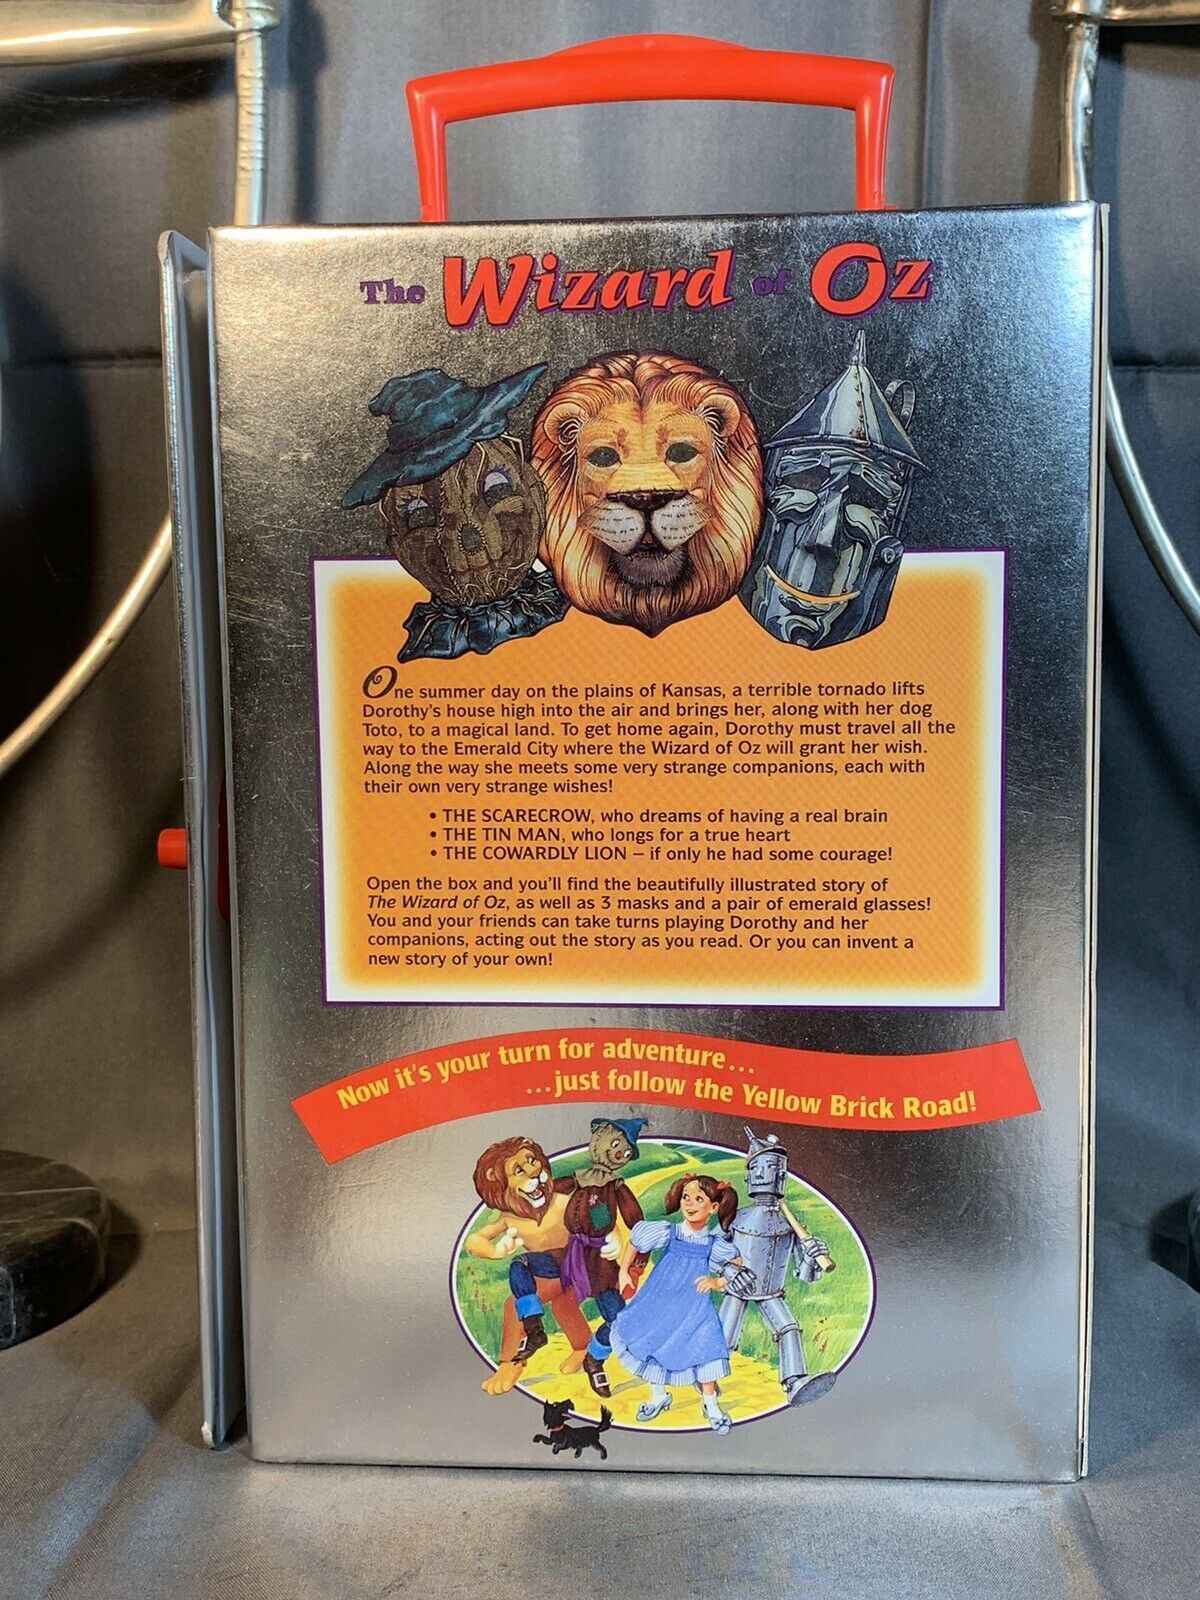 The Wizard of Oz
One summer day on the plains of Kansas, a terrible tornado lifts
Dorothy's house high into the air and brings her, along with her dog
Toto, to a magical land. To get home again, Dorothy must travel all the
way to the Emerald City where the Wizard of Oz will grant her wish.
Along the way she meets some very strange companions, each with
their own very strange wishes!
• THE SCARECROW, who dreams of having a real brain
• THE TIN MAN, who longs for a true heart
• THE COWARDLY LION – if only he had some courage!
Open the box and you'll find the beautifully illustrated story of
The Wizard of Oz, as well as 3 masks and a pair of emerald glasses!
You and your friends can take turns playing Dorothy and her
companions, acting out the story as you read. Or you can invent a
new story of your own!
Now it's your turn for adventure...
...just follow the Yellow Brick Road!